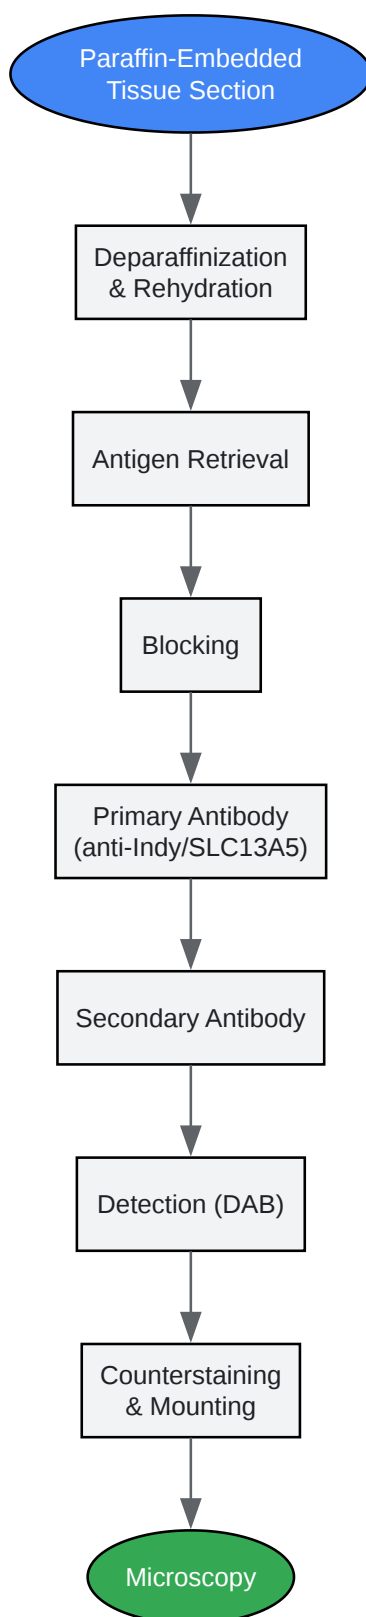 Paraffin-Embedded
Tissue Section
Deparaffinization
& Rehydration
Antigen Retrieval
Blocking
Primary Antibody
(anti-Indy/SLC13A5)
Secondary Antibody
Detection (DAB)
Counterstaining
& Mounting
Microscopy